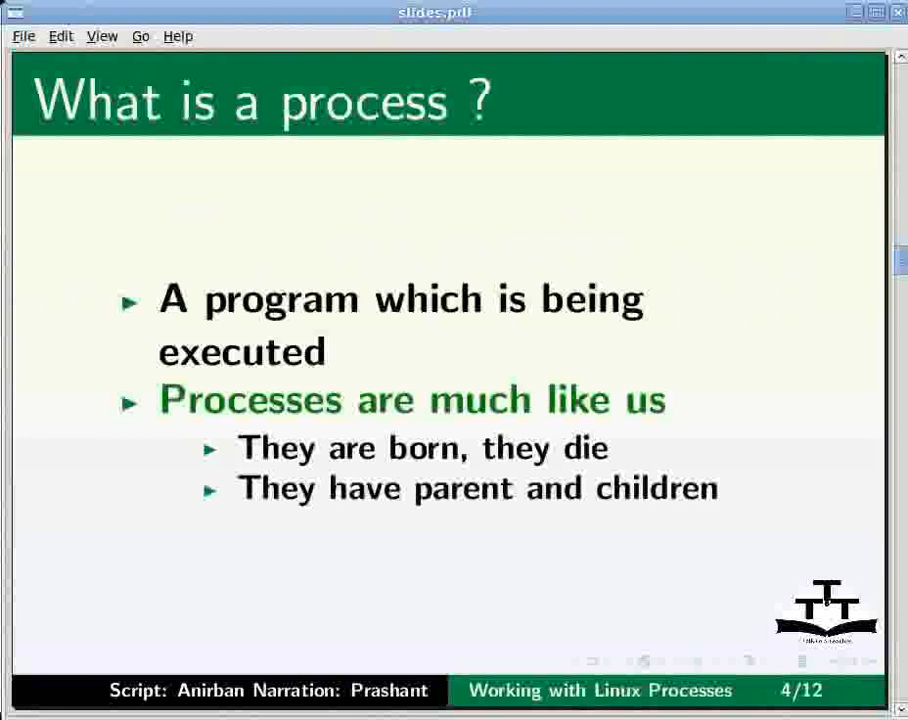 slides.pdf
File Edit View Go Help
What is a process ?
A program which is being
executed
Processes are much like us
They are born, they die
They have parent and children
TTT
Script: Anirban Narration: Prashant Working with Linux Processes 4/12